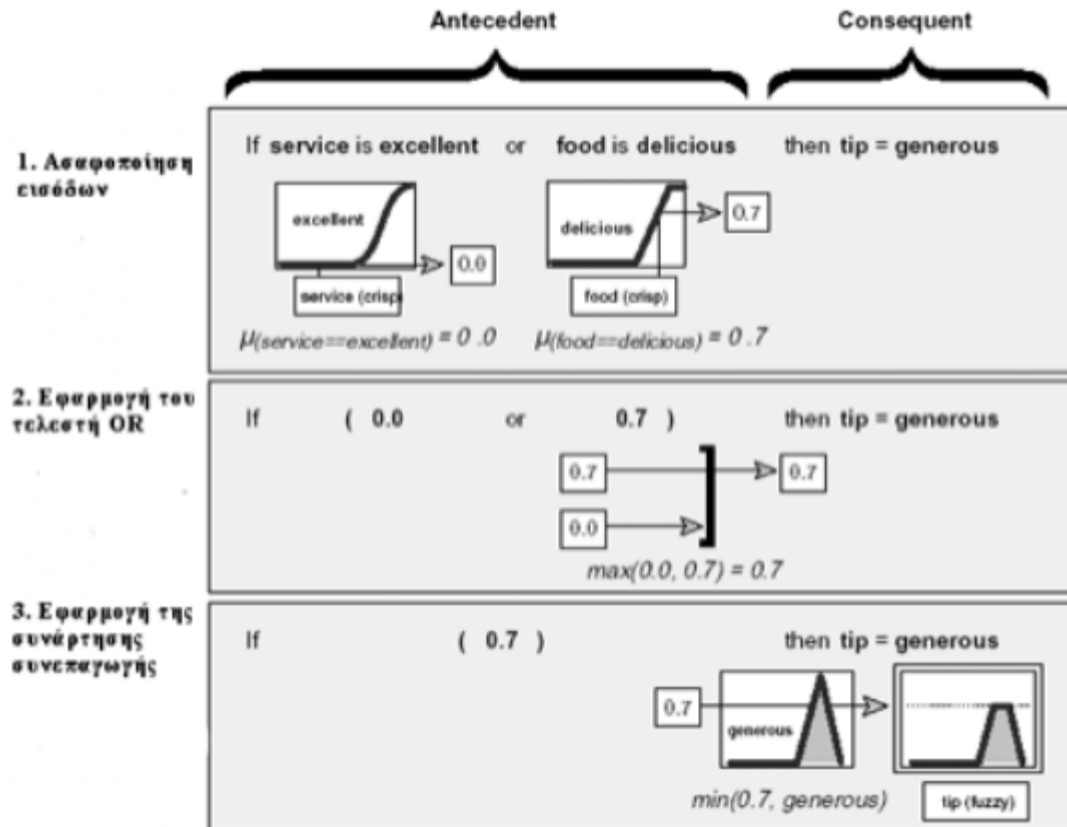 Antecedent Consequent
1. Ασαφοποίηση
εισόδων
If service is excellent or food is delicious then tip = generous
excellent
delicious
0.7
0.0
service (crisp
food (crisp)
μ(service==excellent) = 0 .0 μ(food==delicious) = 0 .7
2. Εφαρμογή του
τελεστή OR
If ( 0.0 or 0.7 ) then tip = generous
0.7 0.7
0.0
max(0.0, 0.7) = 0.7
3. Εφαρμογή της
συνάρτησης
συνεπαγωγής
If ( 0.7 ) then tip = generous
0.7
generous
min(0.7, generous)
tip (fuzzy)